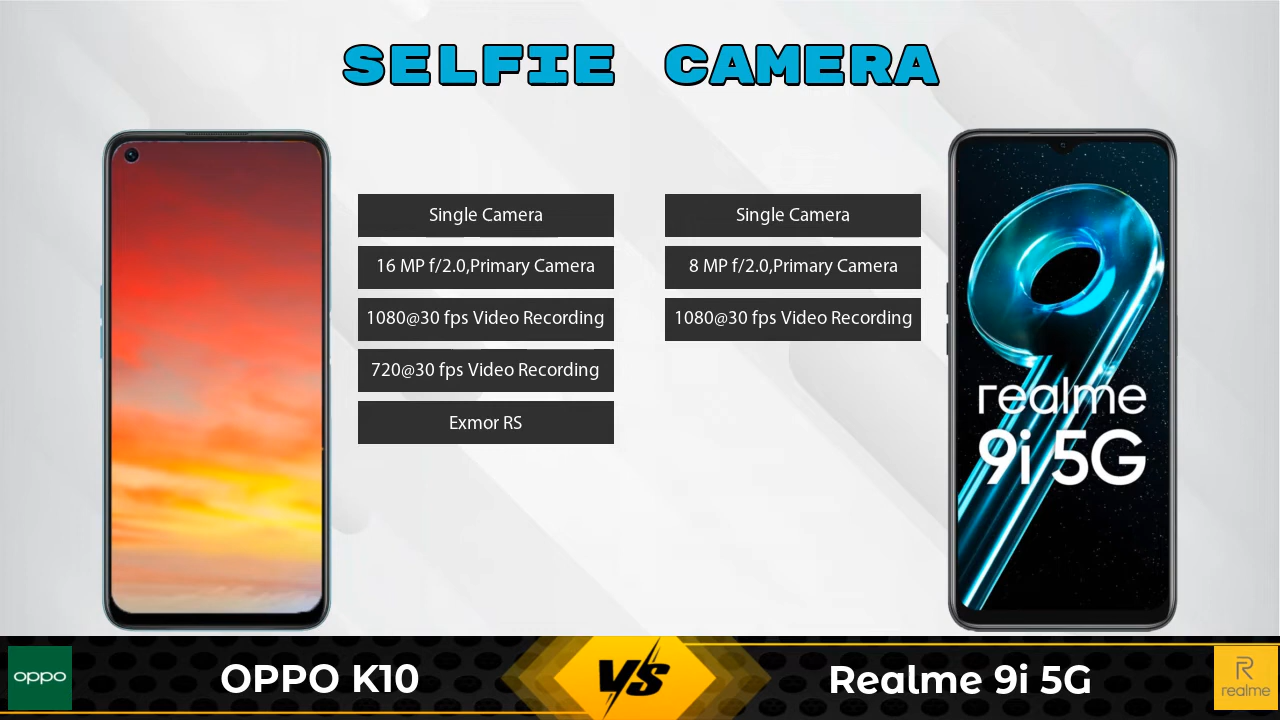 SELFIE CAMERA
Single Camera
16 MP f/2.0,Primary Camera
1080@30 fps Video Recording
720@30 fps Video Recording
Exmor RS
Single Camera
8 MP f/2.0,Primary Camera
1080@30 fps Video Recording
realme
9i 5G
oppo
OPPO K10
VS
Realme 9i 5G
R
realme